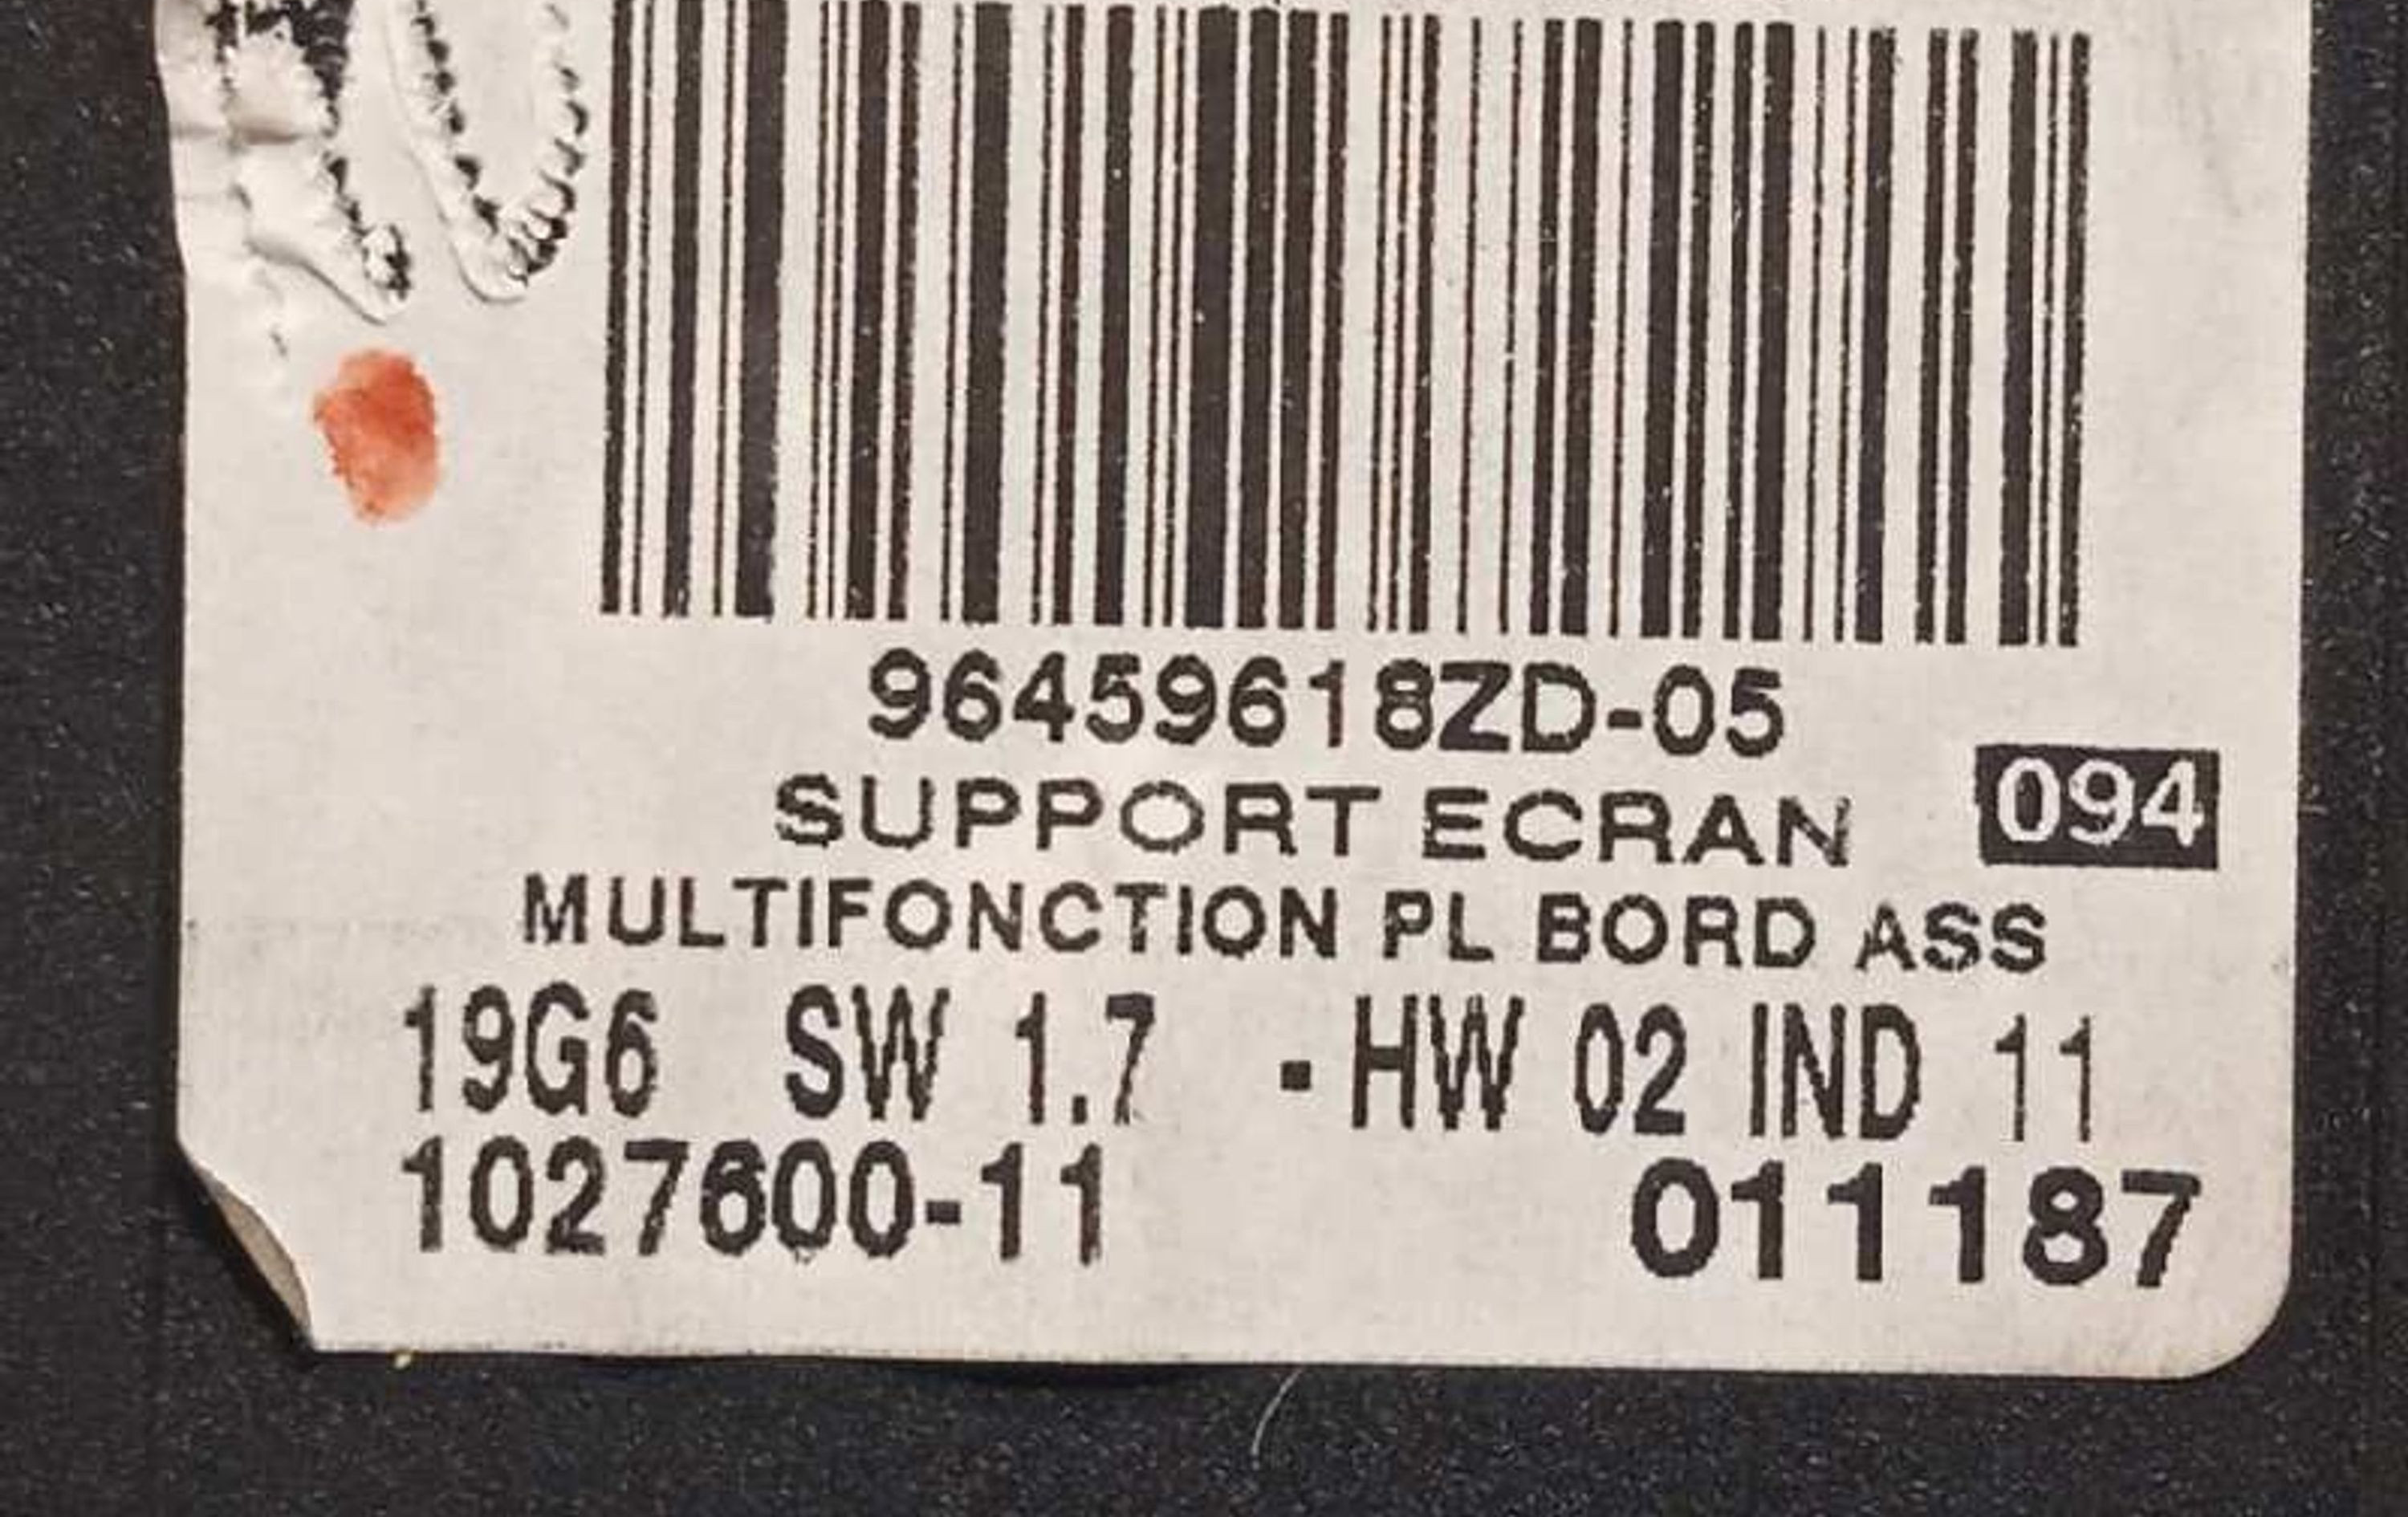 96459618ZD-05
SUPPORT ECRAN 094
MULTIFONCTION PL BORD ASS
19G6 SW 1.7 - HW 02 IND 11
1027600-11 011187